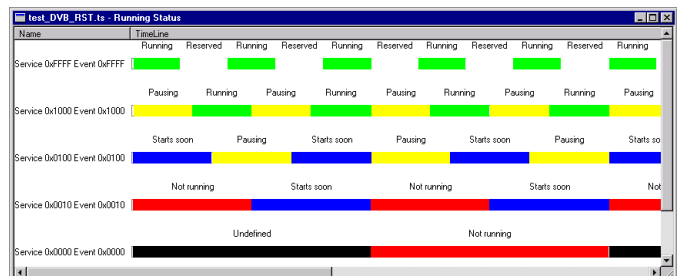 test_DVB_RST.ts - Running Status
Name TimeLine
Running Reserved Running Reserved Running Reserved Running Reserved Running Reserved Running
Service 0xFFFF Event 0xFFFF
Pausing Running Pausing Running Pausing Running Pausing Running Pausing
Service 0x1000 Event 0x1000
Starts soon Pausing Starts soon Pausing Starts soon Pausing Starts so
Service 0x0100 Event 0x0100
Not running Starts soon Not running Starts soon Not
Service 0x0010 Event 0x0010
Undefined Not running
Service 0x0000 Event 0x0000